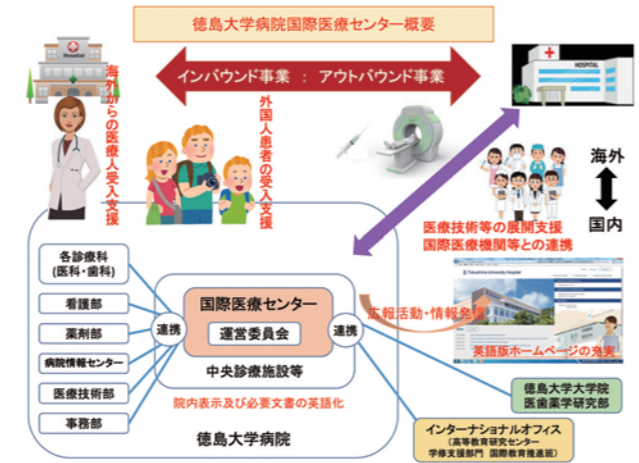 徳島大学病院国際医療センター概要
Hospital
インバウンド事業 : アウトバウンド事業
HOSPITAL
海外からの医療人受入支援
外国人患者の受入支援
海外
国内
医療技術等の展開支援
国際医療機関等との連携
各診療科
(医科・歯科)
看護部
薬剤部
病院情報センター
医療技術部
事務部
連携
国際医療センター
運営委員会
連携
中央診療施設等
院内表示及び必要文書の英語化
徳島大学病院
広報活動・情報発信
Tokushima University Hospital
英語版ホームページの充実
徳島大学大学院
医歯薬学研究部
インターナショナルオフィス
(高等教育研究センター
学修支援部門 国際教育推進班)